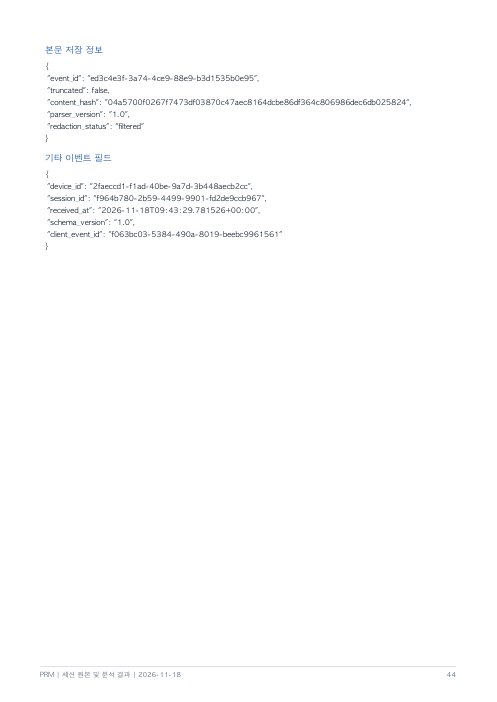 본문 저장 정보
{
"event_id": "ed3c4e3f-3a74-4ce9-88e9-b3d1535b0e95",
"truncated": false,
"content_hash": "04a5700f0267f7473df03870c47aec8164dcbe86df364c806986dec6db025824",
"parser_version": "1.0",
"redaction_status": "filtered"
}
기타 이벤트 필드
{
"device_id": "2faeccd1-f1ad-40be-9a7d-3b448aecb2cc",
"session_id": "f964b780-2b59-4499-9901-fd2de9ccb967",
"received_at": "2026-11-18T09:43:29.781526+00:00",
"schema_version": "1.0",
"client_event_id": "f063bc03-5384-490a-8019-beebc9961561"
}
PRM | 세션 원본 및 분석 결과 | 2026-11-18 44